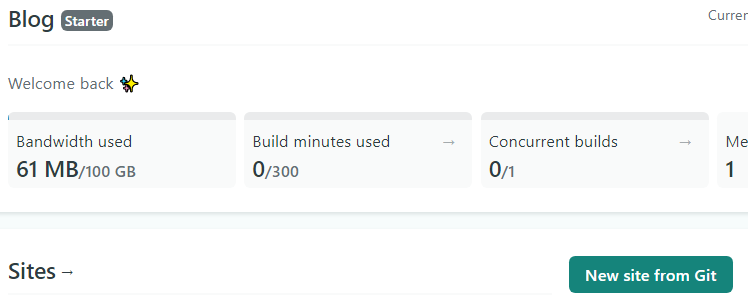 Blog Starter
Curren
Welcome back ✨
Bandwidth used
61 MB/100 GB
Build minutes used →
0/300
Concurrent builds →
0/1
Me
1
Sites →
New site from Git